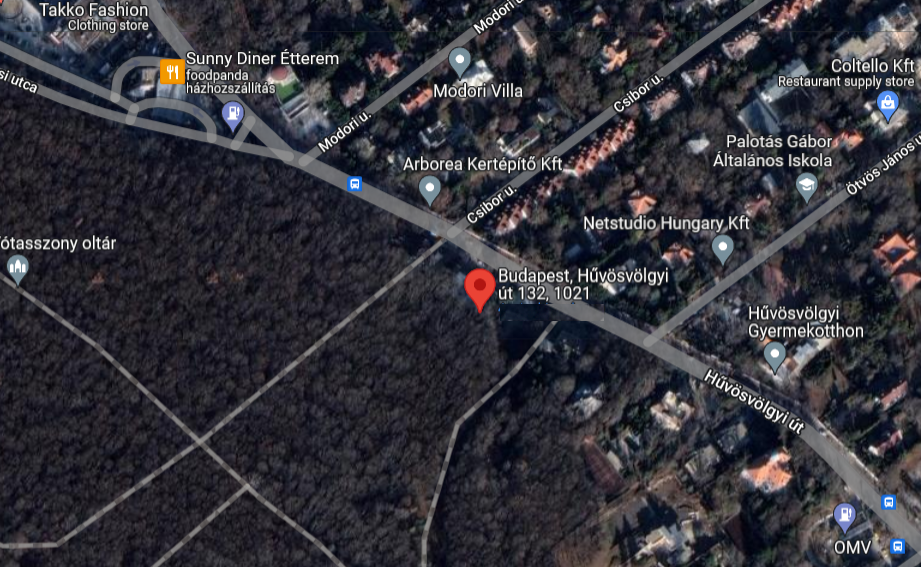 Takko Fashion
Clothing store
Modori u.
Sunny Diner Étterem
foodpanda
házhozszállítás
si utca
Modori Villa
Coltello Kft
Restaurant supply store
Csibor u.
Modori u.
Palotás Gábor
Általános Iskola
Arborea Kertépítő Kft
Ötvös János u
Csibor u.
Netstudio Hungary Kft
ótasszony oltár
Budapest, Hűvösvölgyi
út 132, 1021
Hűvösvölgyi
Gyermekotthon
Hűvösvölgyi út
OMV